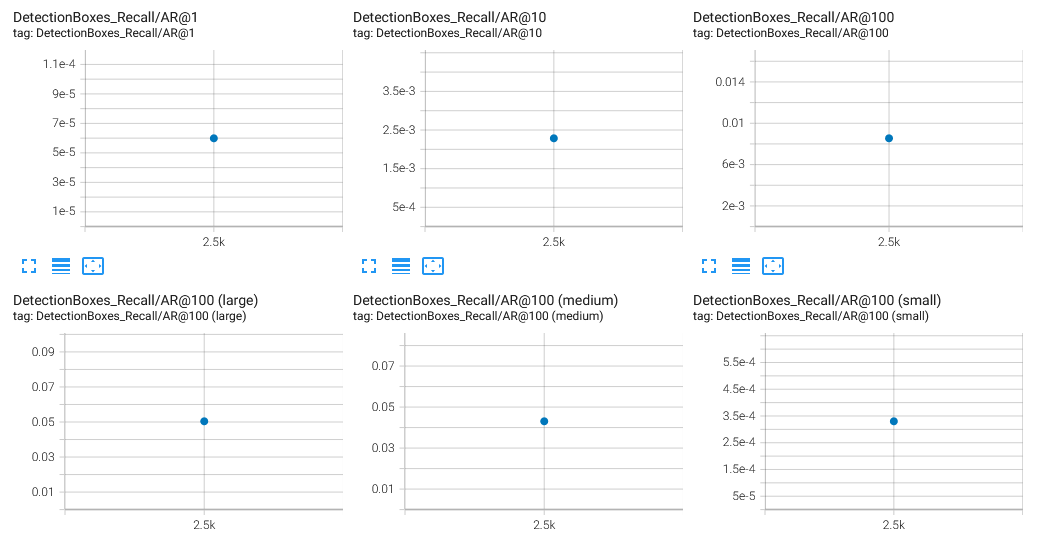 DetectionBoxes_Recall/AR@1
tag: DetectionBoxes_Recall/AR@1
1.1e-4
9e-5
7e-5
5e-5
3e-5
1e-5
2.5k
DetectionBoxes_Recall/AR@10
tag: DetectionBoxes_Recall/AR@10
3.5e-3
2.5e-3
1.5e-3
5e-4
2.5k
DetectionBoxes_Recall/AR@100
tag: DetectionBoxes_Recall/AR@100
0.014
0.01
6e-3
2e-3
2.5k
DetectionBoxes_Recall/AR@100 (large)
tag: DetectionBoxes_Recall/AR@100 (large)
0.09
0.07
0.05
0.03
0.01
2.5k
DetectionBoxes_Recall/AR@100 (medium)
tag: DetectionBoxes_Recall/AR@100 (medium)
0.07
0.05
0.03
0.01
2.5k
DetectionBoxes_Recall/AR@100 (small)
tag: DetectionBoxes_Recall/AR@100 (small)
5.5e-4
4.5e-4
3.5e-4
2.5e-4
1.5e-4
5e-5
2.5k